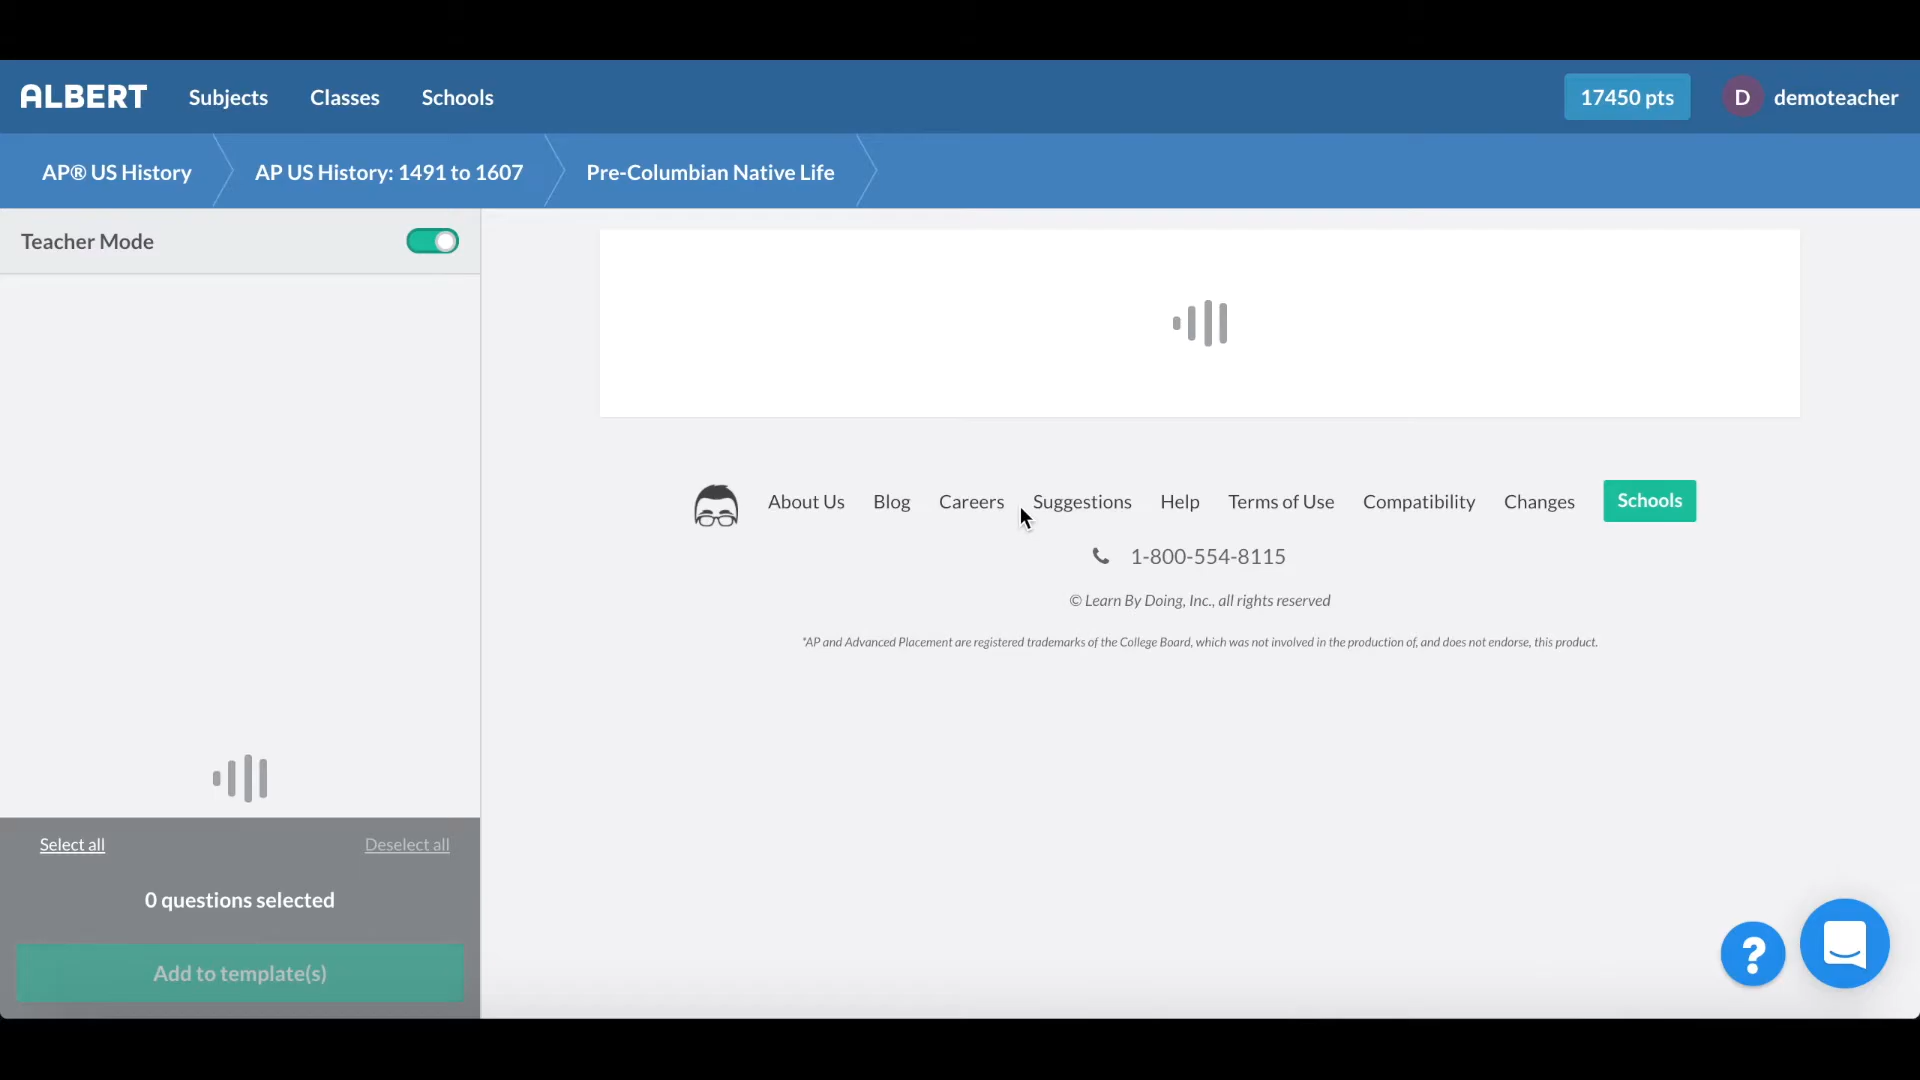 ALBERT Subjects Classes Schools 17450 pts D demoteacher
AP® US History AP US History: 1491 to 1607 Pre-Columbian Native Life
Teacher Mode
About Us Blog Careers Suggestions Help Terms of Use Compatibility Changes Schools
1-800-554-8115
© Learn By Doing, Inc., all rights reserved
*AP and Advanced Placement are registered trademarks of the College Board, which was not involved in the production of, and does not endorse, this product.
Select all Deselect all
0 questions selected
Add to template(s)
?